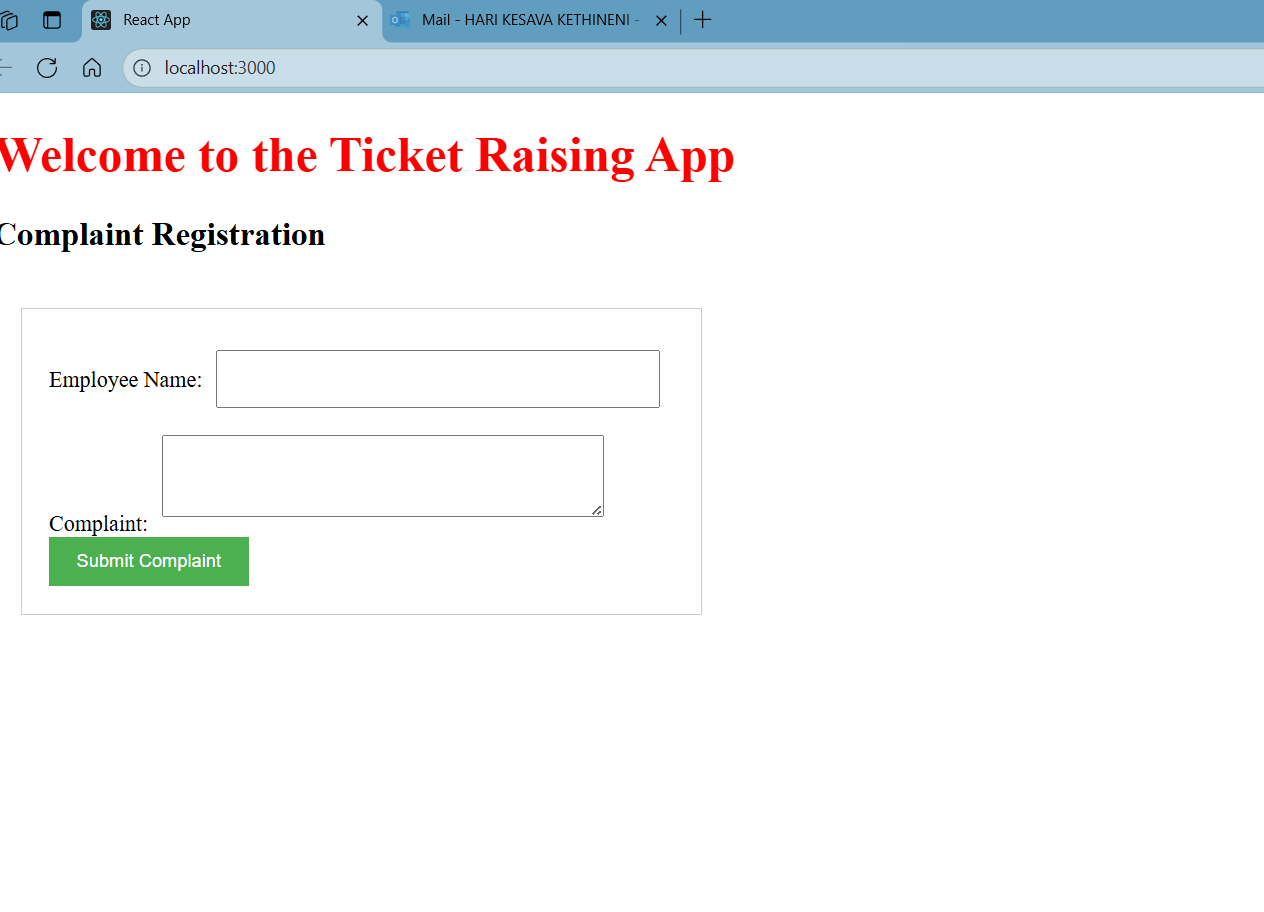 React App
Mail - HARI KESAVA KETHINENI -
localhost:3000
Welcome to the Ticket Raising App
Complaint Registration
Employee Name:
Complaint:
Submit Complaint